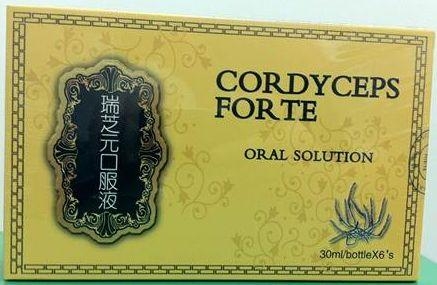 瑞芝元口服液
CORDYCEPS
FORTE
ORAL SOLUTION
30ml/bottleX6's